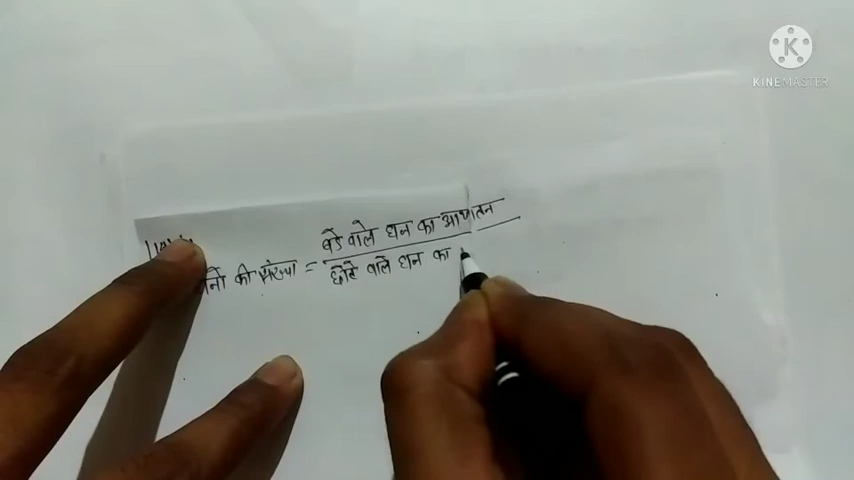 की संख्या = बडे वाले घन का आयतन
छोटे वाले घन का
KINEMASTER